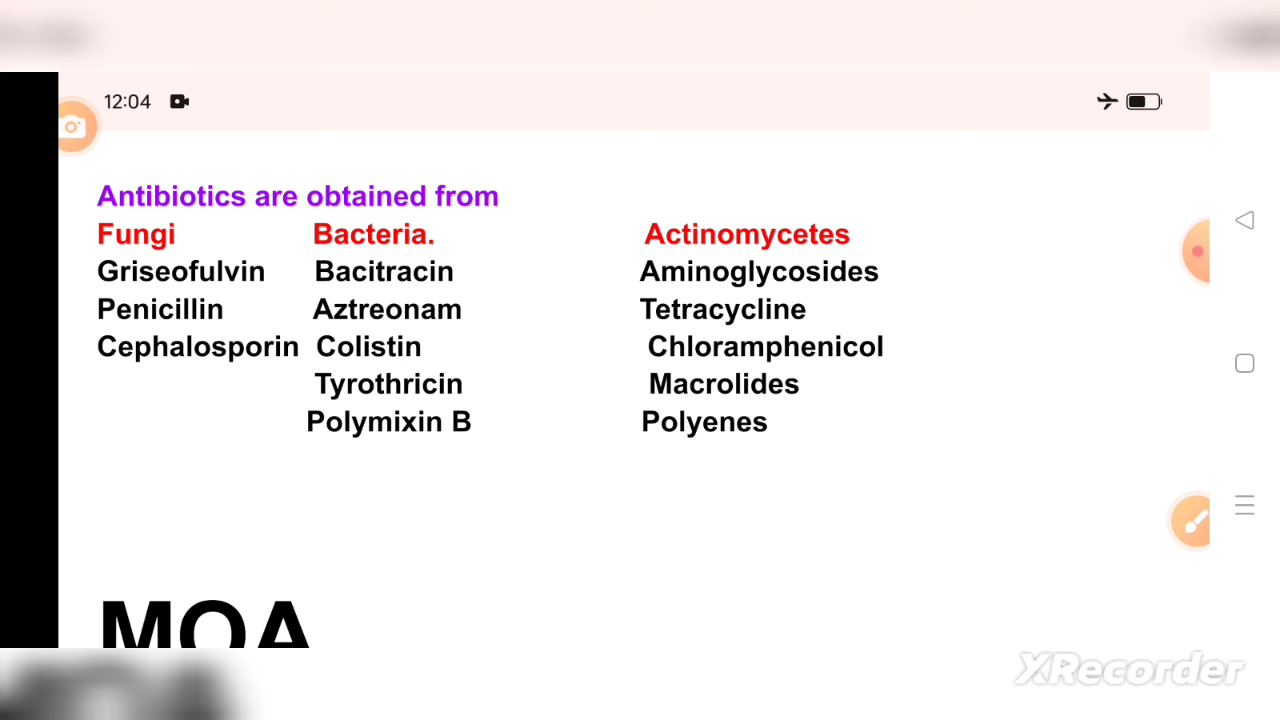 12:04
Antibiotics are obtained from
Fungi Bacteria. Actinomycetes
Griseofulvin Bacitracin Aminoglycosides
Penicillin Aztreonam Tetracycline
Cephalosporin Colistin Chloramphenicol
Tyrothricin Macrolides
Polymixin B Polyenes
MOA
XRecorder